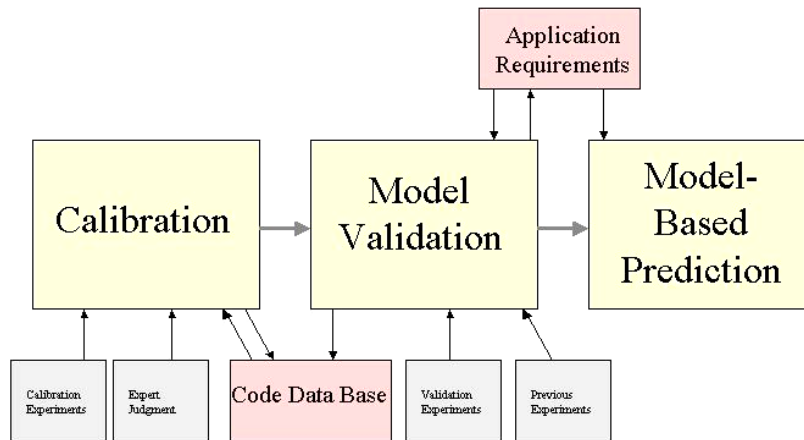 Application
Requirements
Calibration
Model
Validation
Model-
Based
Prediction
Calibration
Experiments
Expert
Judgment
Code Data Base
Validation
Experiments
Previous
Experiments